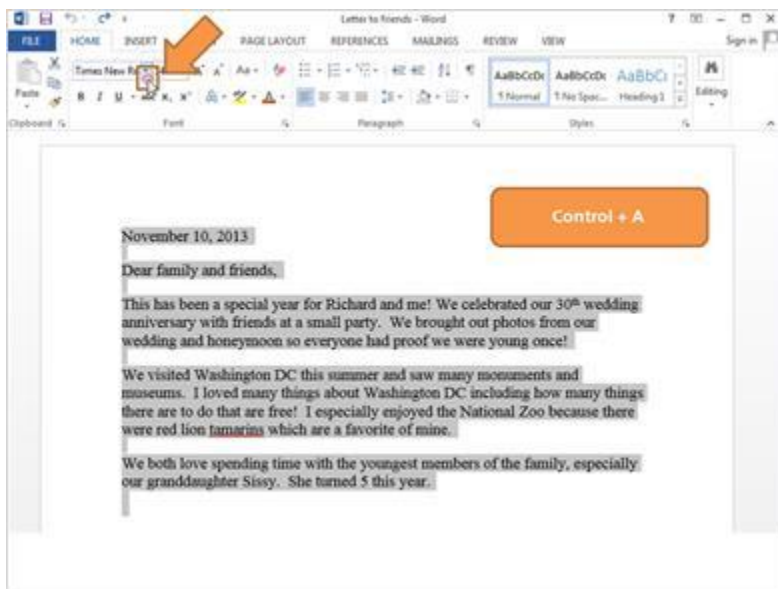 Letter to friends - Word
FILE HOME INSERT PAGE LAYOUT REFERENCES MAILINGS REVIEW VIEW Sign in
Times New
Paste
Editing
AaBbCcDc AaBbCcDc AaBbCc
¶ Normal ¶ No Spac... Heading 1
Clipboard Font Paragraph Styles
Control + A
November 10, 2013
Dear family and friends,
This has been a special year for Richard and me! We celebrated our 30th wedding
anniversary with friends at a small party. We brought out photos from our
wedding and honeymoon so everyone had proof we were young once!
We visited Washington DC this summer and saw many monuments and
museums. I loved many things about Washington DC including how many things
there are to do that are free! I especially enjoyed the National Zoo because there
were red lion tamarins which are a favorite of mine.
We both love spending time with the youngest members of the family, especially
our granddaughter Sissy. She turned 5 this year.